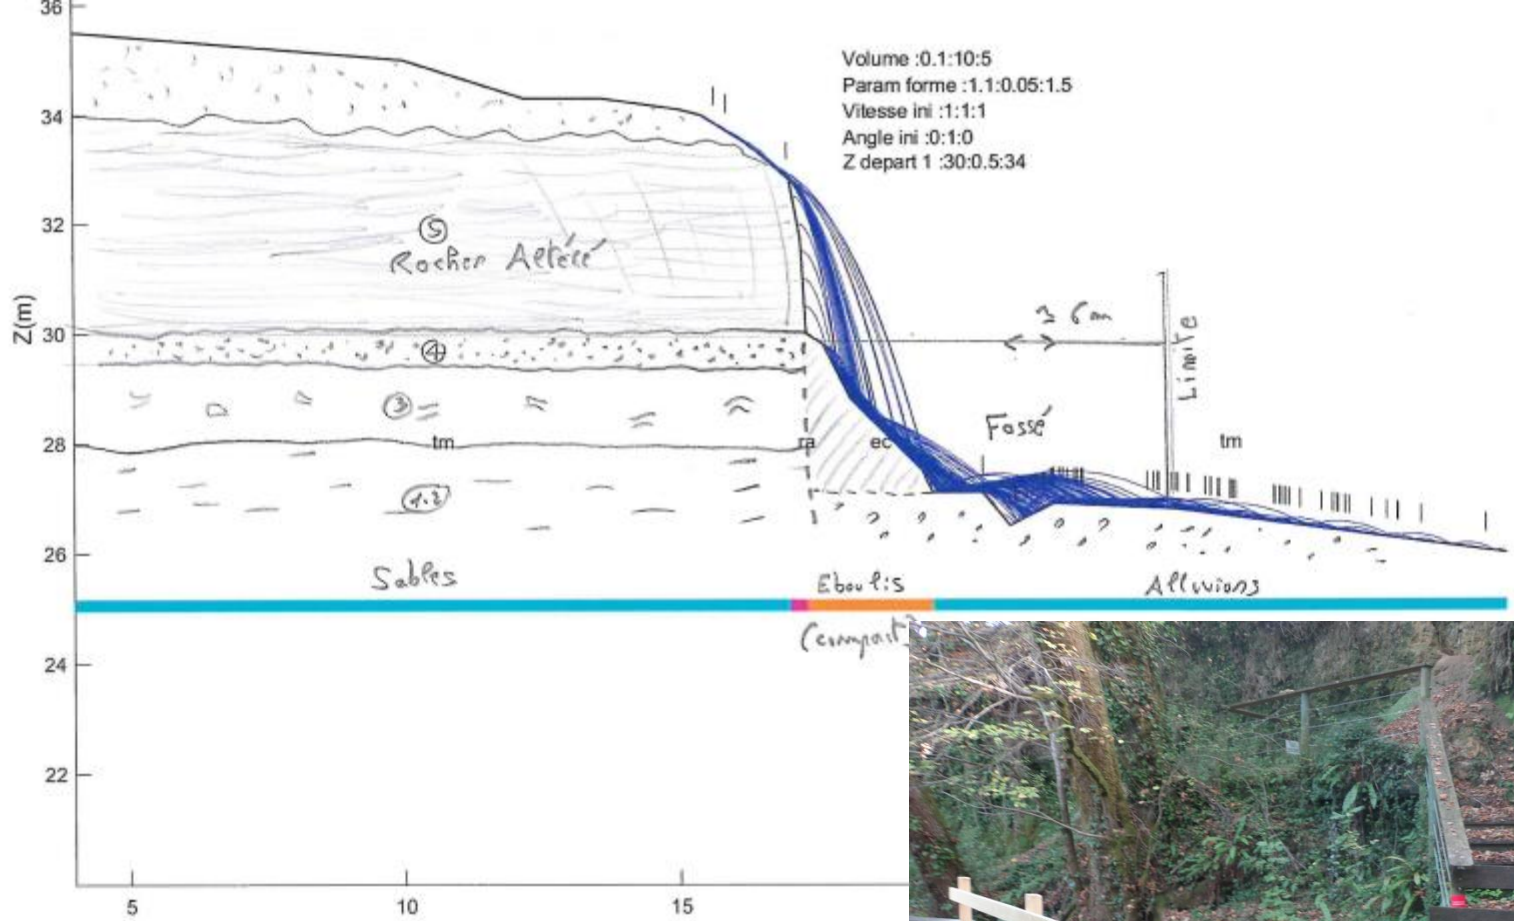 36
34
32
30
28
26
24
22
Z(m)
5
10
15
Volume :0.1:10:5
Param forme :1.1:0.05:1.5
Vitesse ini :1:1:1
Angle ini :0:1:0
Z depart 1 :30:0.5:34
5
Rocher Altéré
4
3
tm
ra
ec
tm
1.2
6 m
Limite
Fossé
Sables
Eboulis
Alluvions
(compact